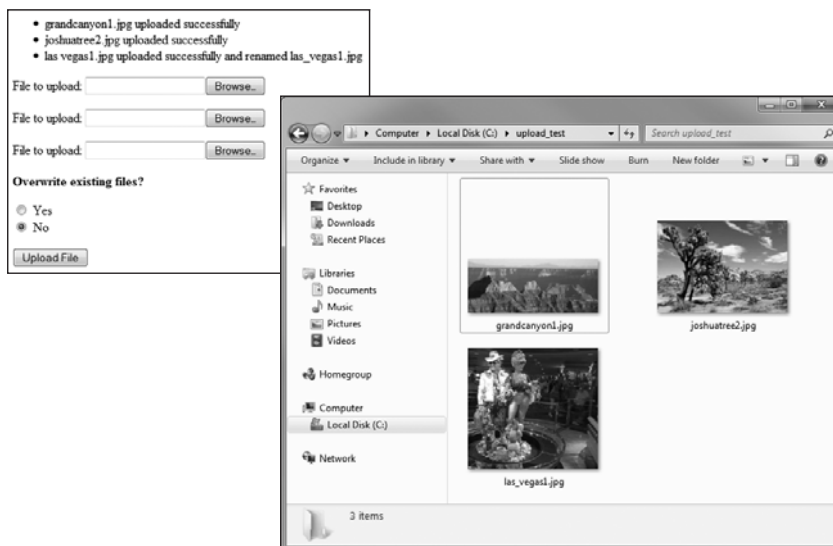 grandcanyon1.jpg uploaded successfully
joshuatree2.jpg uploaded successfully
las vegas1.jpg uploaded successfully and renamed las_vegas1.jpg
File to upload: Browse..
File to upload: Browse..
File to upload: Browse..
Overwrite existing files?
Yes
No
Upload File
Computer Local Disk (C:) upload_test Search upload_test
Organize Include in library Share with Slide show Burn New folder
Favorites
Desktop
Downloads
Recent Places
Libraries
Documents
Music
Pictures
Videos
Homegroup
Computer
Local Disk (C:)
Network
grandcanyon1.jpg
joshuatree2.jpg
las_vegas1.jpg
3 items